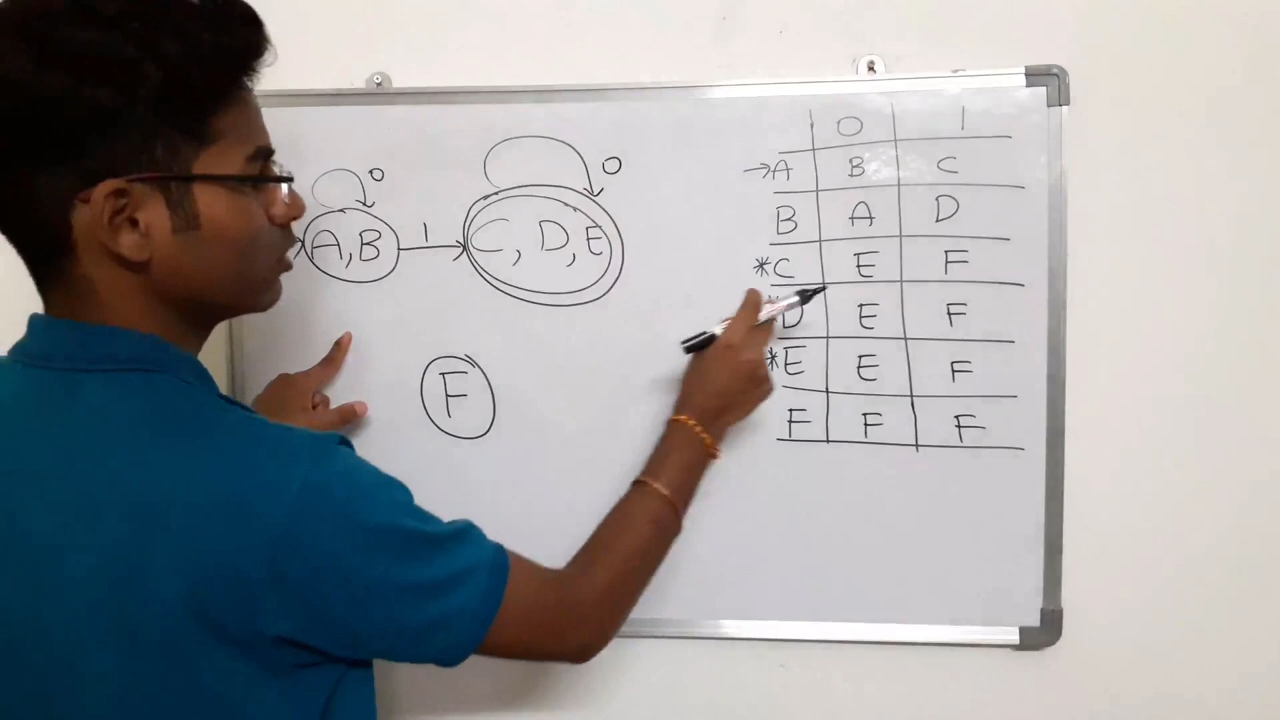 0 0
A,B 1 C, D, E
F
0 1
→A B C
B A D
*C E F
*D E F
*E E F
F F F